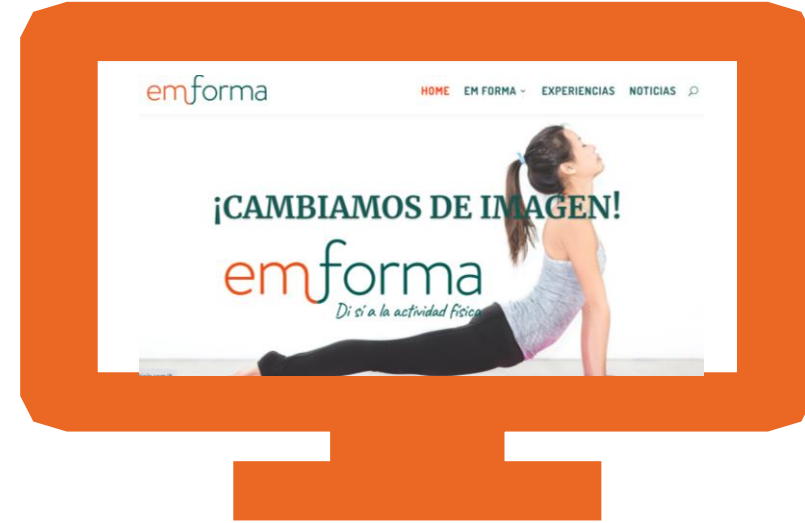 emforma
HOME EM FORMA EXPERIENCIAS NOTICIAS
¡CAMBIAMOS DE IMAGEN!
emforma
Di sí a la actividad física